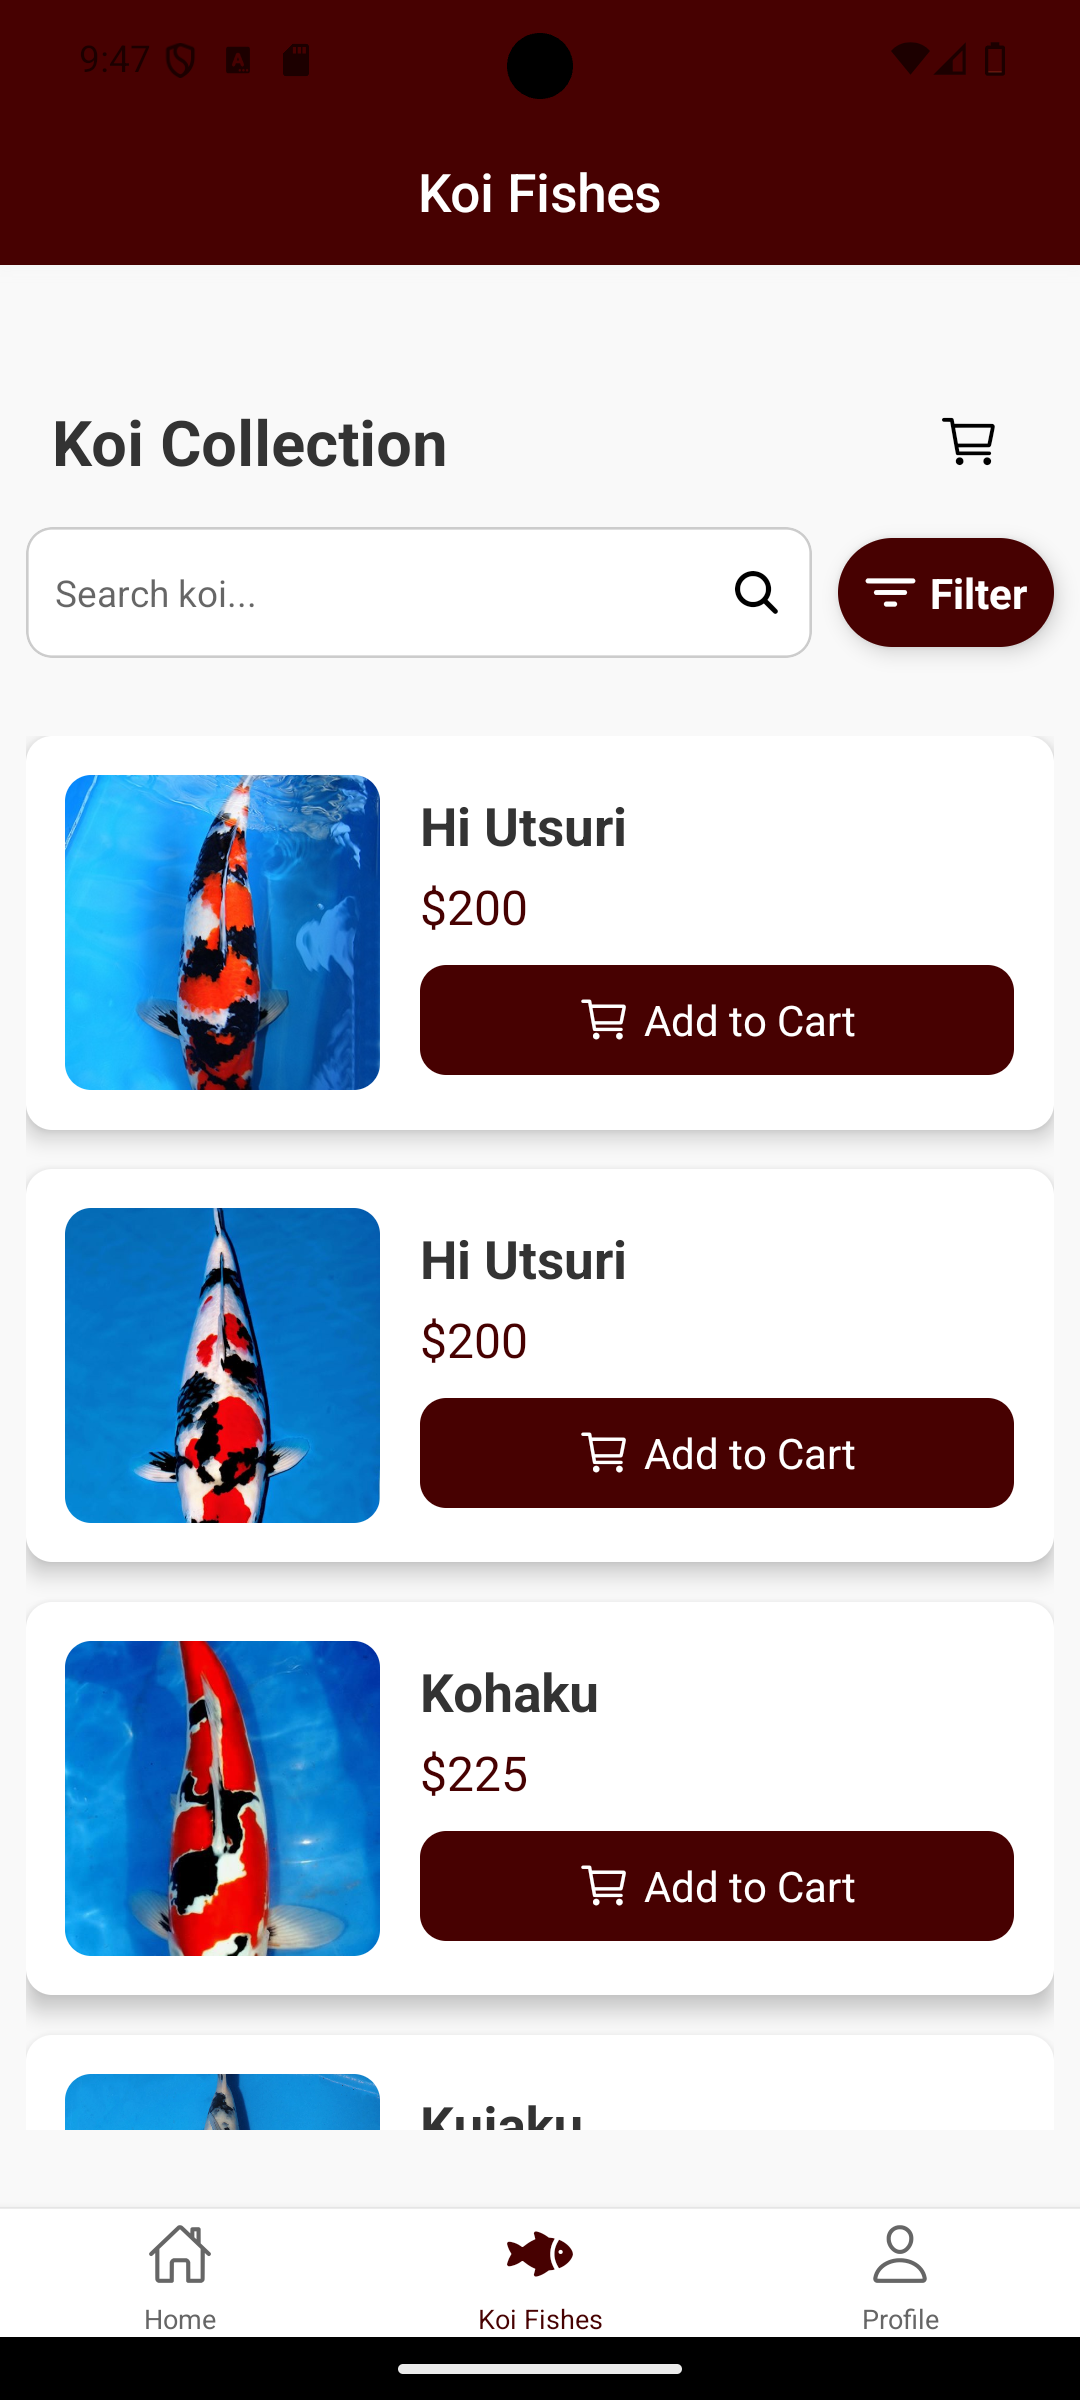 9:47
Koi Fishes
Koi Collection
Search koi...
Filter
Hi Utsuri
$200
Add to Cart
Hi Utsuri
$200
Add to Cart
Kohaku
$225
Add to Cart
Kujaku
Home
Koi Fishes
Profile